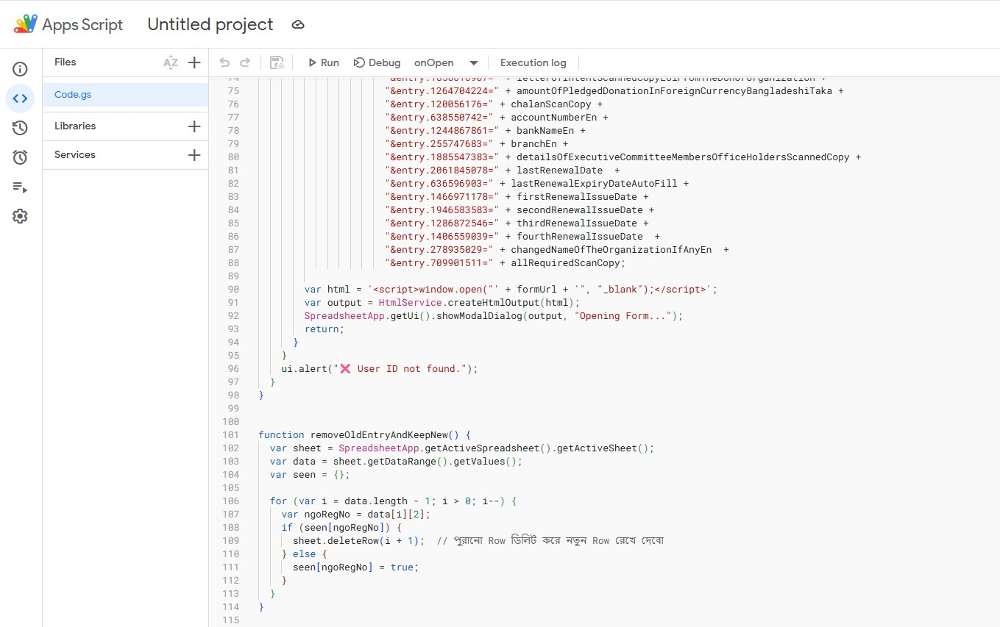 Apps Script
Untitled project
Files
AZ
Run
Debug
onOpen
Execution log
Code.gs
Libraries
Services
75 "&entry.1264704224=" + amountOfPledgedDonationInForeignCurrencyBangladeshiTaka +
76 "&entry.120056176=" + chalanScanCopy +
77 "&entry.638550742=" + accountNumberEn +
78 "&entry.1244867861=" + bankNameEn +
79 "&entry.255747683=" + branchEn +
80 "&entry.1885547383=" + detailsOfExecutiveCommitteeMembersOfficeHoldersScannedCopy +
81 "&entry.2061845078=" + lastRenewalDate  +
82 "&entry.636596903=" + lastRenewalExpiryDateAutoFill +
83 "&entry.1466971178=" + firstRenewalIssueDate +
84 "&entry.1946583583=" + secondRenewalIssueDate +
85 "&entry.1286872546=" + thirdRenewalIssueDate +
86 "&entry.1406559039=" + fourthRenewalIssueDate  +
87 "&entry.278935029=" + changedNameOfTheOrganizationIfAnyEn  +
88 "&entry.709901511=" + allRequiredScanCopy;
89
90 var html = '<script>window.open("' + formUrl + '", "_blank");</script>';
91 var output = HtmlService.createHtmlOutput(html);
92 SpreadsheetApp.getUi().showModalDialog(output, "Opening Form...");
93 return;
94 }
95 }
96 ui.alert("❌ User ID not found.");
97 }
98 }
99
100
101 function removeOldEntryAndKeepNew() {
102 var sheet = SpreadsheetApp.getActiveSpreadsheet().getActiveSheet();
103 var data = sheet.getDataRange().getValues();
104 var seen = {};
105
106 for (var i = data.length - 1; i > 0; i--) {
107 var ngoRegNo = data[i][2];
108 if (seen[ngoRegNo]) {
109 sheet.deleteRow(i + 1);  // পুরানো Row ডিলিট করে নতুন Row রেখে দেবো
110 } else {
111 seen[ngoRegNo] = true;
112 }
113 }
114 }
115